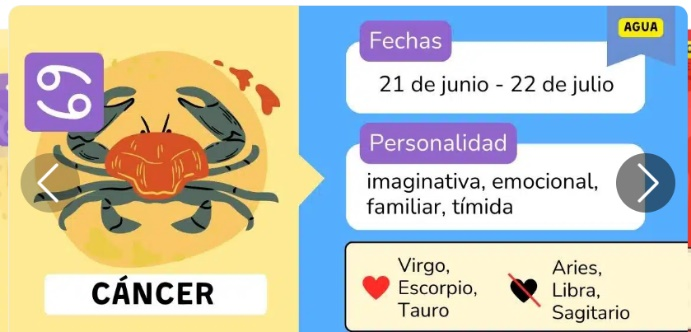 AGUA
Fechas
21 de junio - 22 de julio
Personalidad
imaginativa, emocional,
familiar, tímida
CÁNCER
Virgo,
Escorpio,
Tauro
Aries,
Libra,
Sagitario